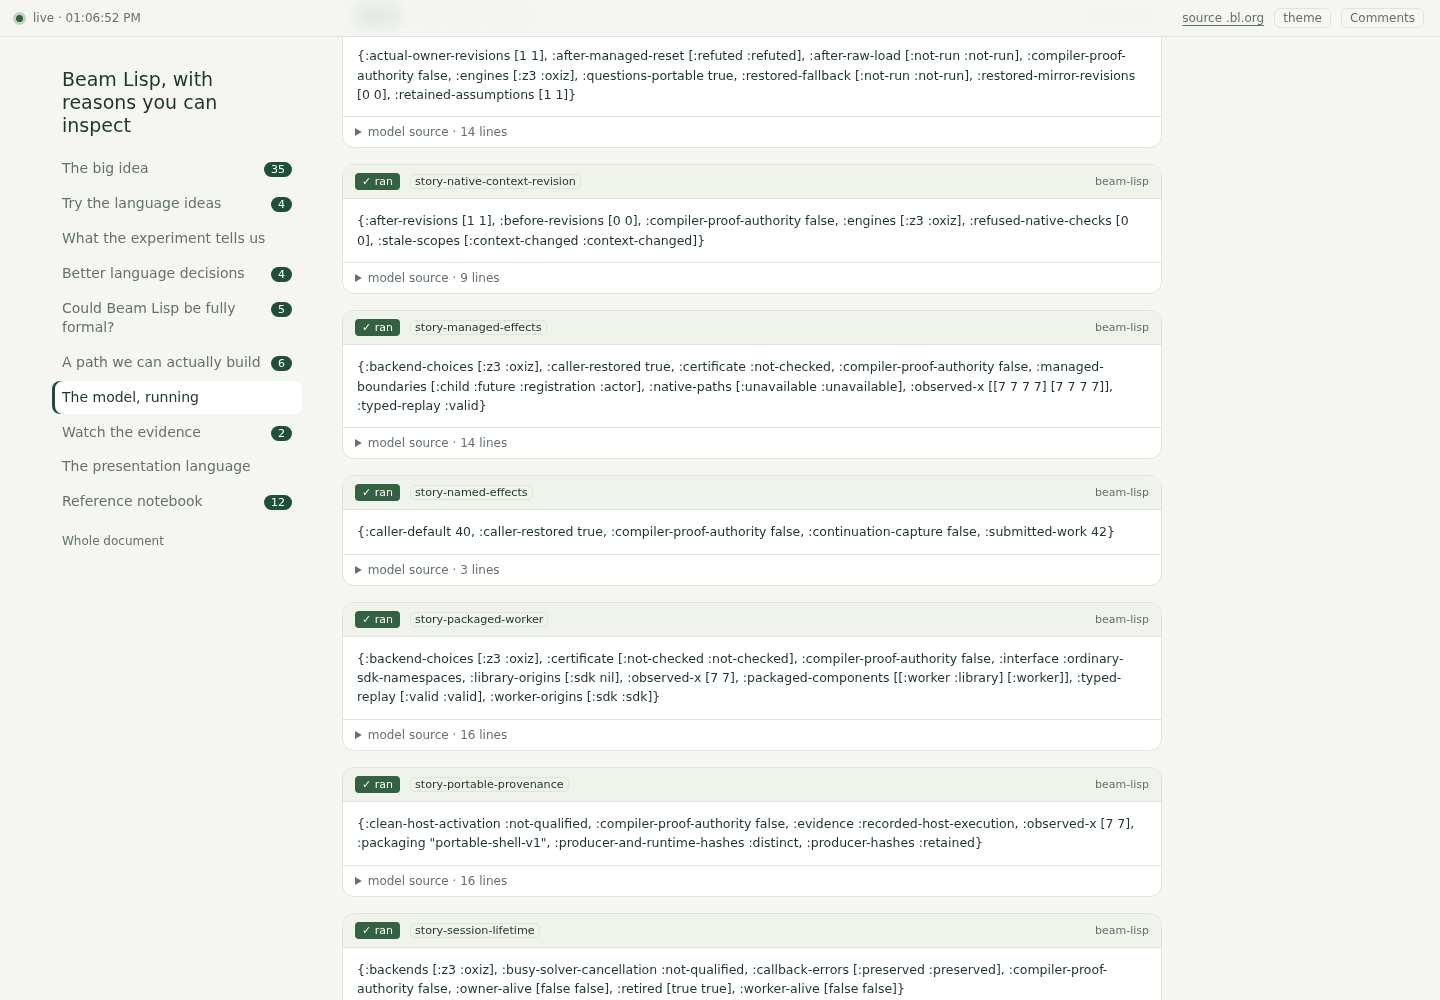 live · 01:06:52 PM
source .bl.org
theme
Comments
Beam Lisp, with
reasons you can
inspect
The big idea
35
Try the language ideas
4
What the experiment tells us
Better language decisions
4
Could Beam Lisp be fully
formal?
5
A path we can actually build
6
The model, running
Watch the evidence
2
The presentation language
Reference notebook
12
Whole document
{:actual-owner-revisions [1 1], :after-managed-reset [:refuted :refuted], :after-raw-load [:not-run :not-run], :compiler-proof-
authority false, :engines [:z3 :oxiz], :questions-portable true, :restored-fallback [:not-run :not-run], :restored-mirror-revisions
[0 0], :retained-assumptions [1 1]}
▶ model source · 14 lines
✓ ran
story-native-context-revision
beam-lisp
{:after-revisions [1 1], :before-revisions [0 0], :compiler-proof-authority false, :engines [:z3 :oxiz], :refused-native-checks [0
0], :stale-scopes [:context-changed :context-changed]}
▶ model source · 9 lines
✓ ran
story-managed-effects
beam-lisp
{:backend-choices [:z3 :oxiz], :caller-restored true, :certificate :not-checked, :compiler-proof-authority false, :managed-
boundaries [:child :future :registration :actor], :native-paths [:unavailable :unavailable], :observed-x [[7 7 7 7] [7 7 7 7]],
:typed-replay :valid}
▶ model source · 14 lines
✓ ran
story-named-effects
beam-lisp
{:caller-default 40, :caller-restored true, :compiler-proof-authority false, :continuation-capture false, :submitted-work 42}
▶ model source · 3 lines
✓ ran
story-packaged-worker
beam-lisp
{:backend-choices [:z3 :oxiz], :certificate [:not-checked :not-checked], :compiler-proof-authority false, :interface :ordinary-
sdk-namespaces, :library-origins [:sdk nil], :observed-x [7 7], :packaged-components [[:worker :library] [:worker]], :typed-
replay [:valid :valid], :worker-origins [:sdk :sdk]}
▶ model source · 16 lines
✓ ran
story-portable-provenance
beam-lisp
{:clean-host-activation :not-qualified, :compiler-proof-authority false, :evidence :recorded-host-execution, :observed-x [7 7],
:packaging "portable-shell-v1", :producer-and-runtime-hashes :distinct, :producer-hashes :retained}
▶ model source · 16 lines
✓ ran
story-session-lifetime
beam-lisp
{:backends [:z3 :oxiz], :busy-solver-cancellation :not-qualified, :callback-errors [:preserved :preserved], :compiler-proof-
authority false, :owner-alive [false false], :retired [true true], :worker-alive [false false]}